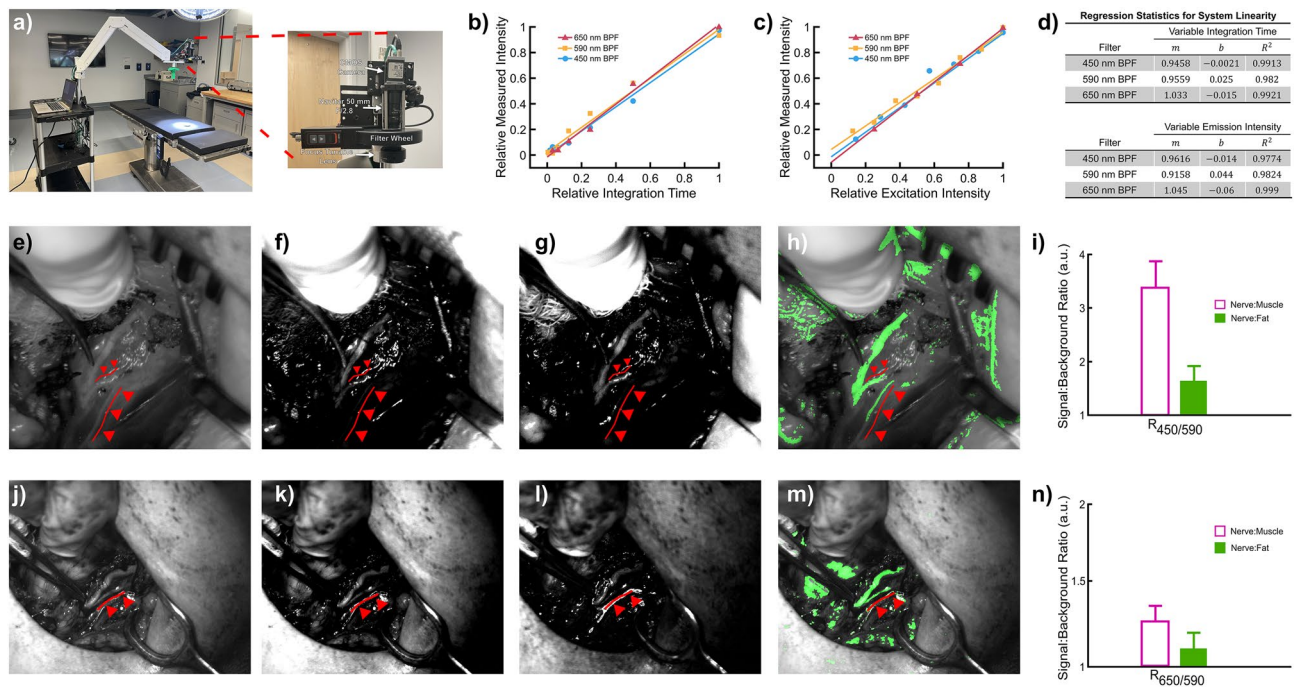 a)
Camera
Navitar 50 mm
f/2.8
Filter Wheel
b)
Relative Measured Intensity
1
0.8
0.6
0.4
0.2
0
650 nm BPF
590 nm BPF
450 nm BPF
0
0.2
0.4
0.6
0.8
1
Relative Integration Time
c)
Relative Measured Intensity
1
0.8
0.6
0.4
0.2
0
650 nm BPF
590 nm BPF
450 nm BPF
0
0.2
0.4
0.6
0.8
1
Relative Excitation Intensity
d)
Regression Statistics for System Linearity
Variable Integration Time
Filter m b R²
450 nm BPF 0.9458 −0.0021 0.9913
590 nm BPF 0.9559 0.025 0.982
650 nm BPF 1.033 −0.015 0.9921
Variable Emission Intensity
Filter m b R²
450 nm BPF 0.9616 −0.014 0.9774
590 nm BPF 0.9158 0.044 0.9824
650 nm BPF 1.045 −0.06 0.999
e)
f)
g)
h)
i)
Signal:Background Ratio (a.u.)
4
3
2
1
Nerve:Muscle
Nerve:Fat
R450/590
j)
k)
l)
m)
n)
Signal:Background Ratio (a.u.)
2
1.5
1
Nerve:Muscle
Nerve:Fat
R650/590